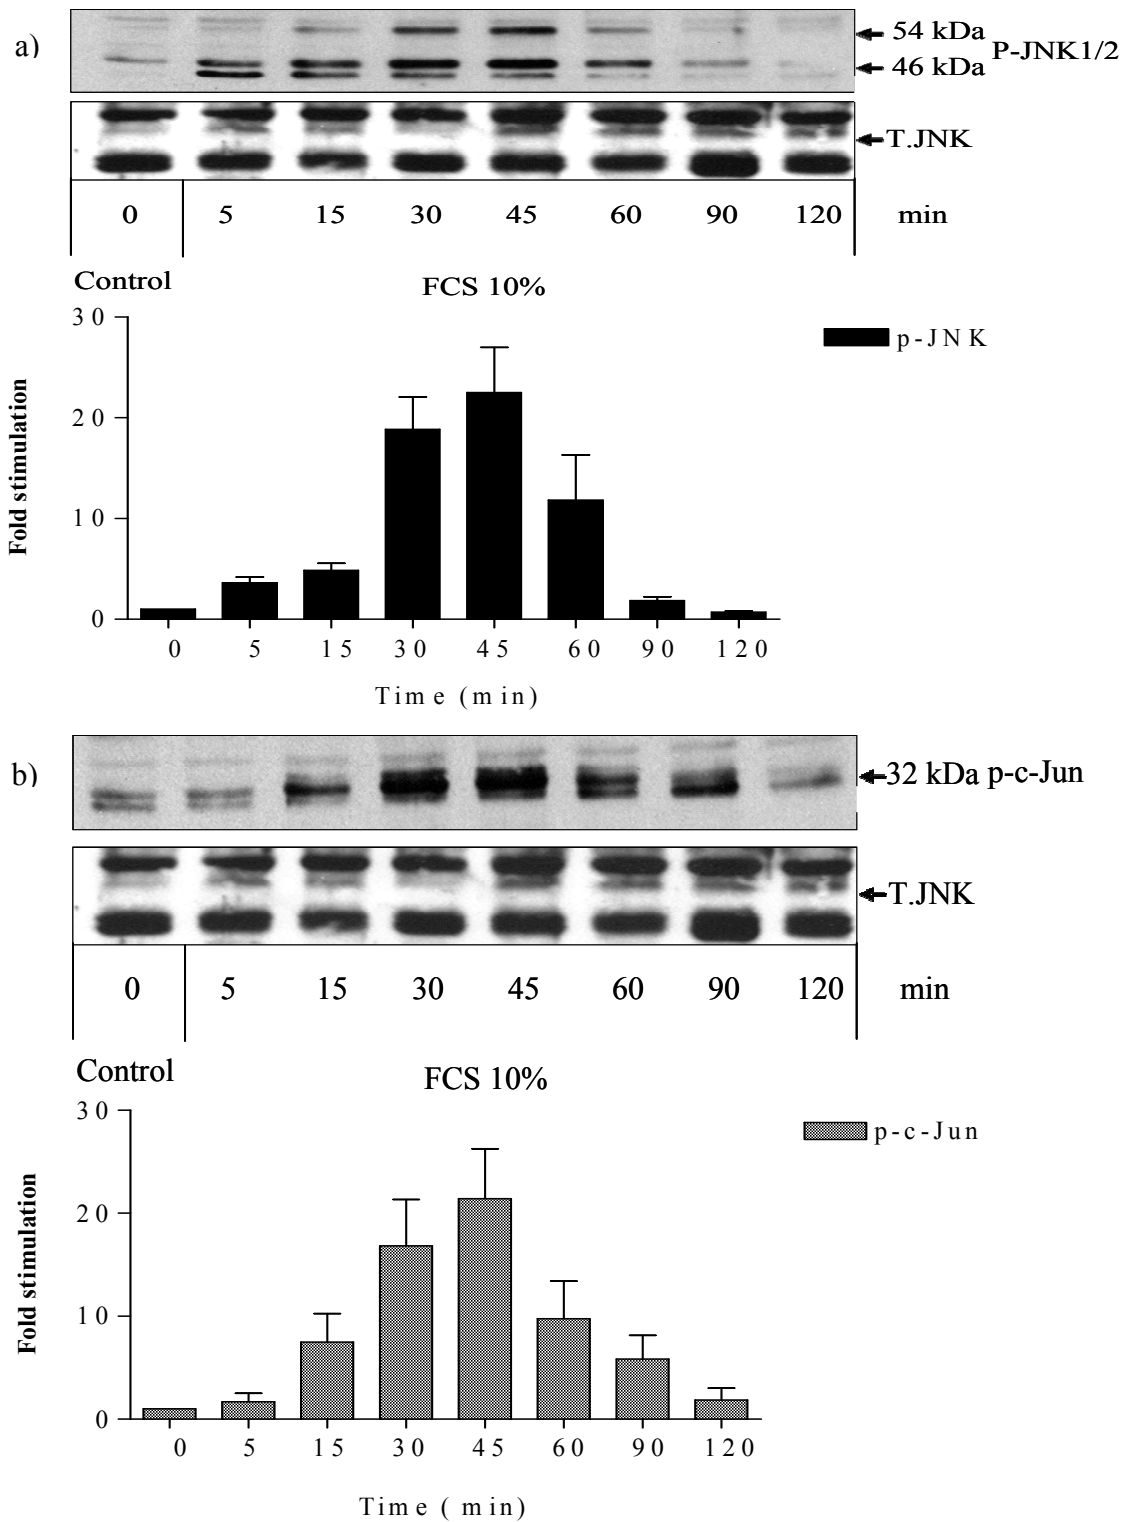 a)
54 kDa
P-JNK1/2
46 kDa
T.JNK
0 5 15 30 45 60 90 120 min
Control
FCS 10%
30
p-JNK
20
10
0
Fold stimulation
0 5 15 30 45 60 90 120
Time (min)
b)
32 kDa p-c-Jun
T.JNK
0 5 15 30 45 60 90 120 min
Control
FCS 10%
30
p-c-Jun
20
10
0
Fold stimulation
0 5 15 30 45 60 90 120
Time ( min)